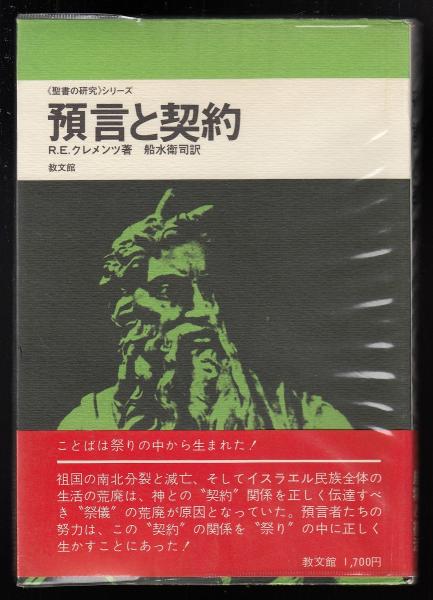 《聖書の研究》シリーズ
預言と契約
R.E.クレメンツ著 船水衛司訳
教文館
ことばは祭りの中から生まれた！
祖国の南北分裂と滅亡、そしてイスラエル民族全体の
生活の荒廃は、神との〝契約〟関係を正しく伝達すべ
き〝祭儀〟の荒廃が原因となっていた。預言者たちの
努力は、この〝契約〟の関係を〝祭り〟の中に正しく
生かすことにあった！
教文館 1,700円